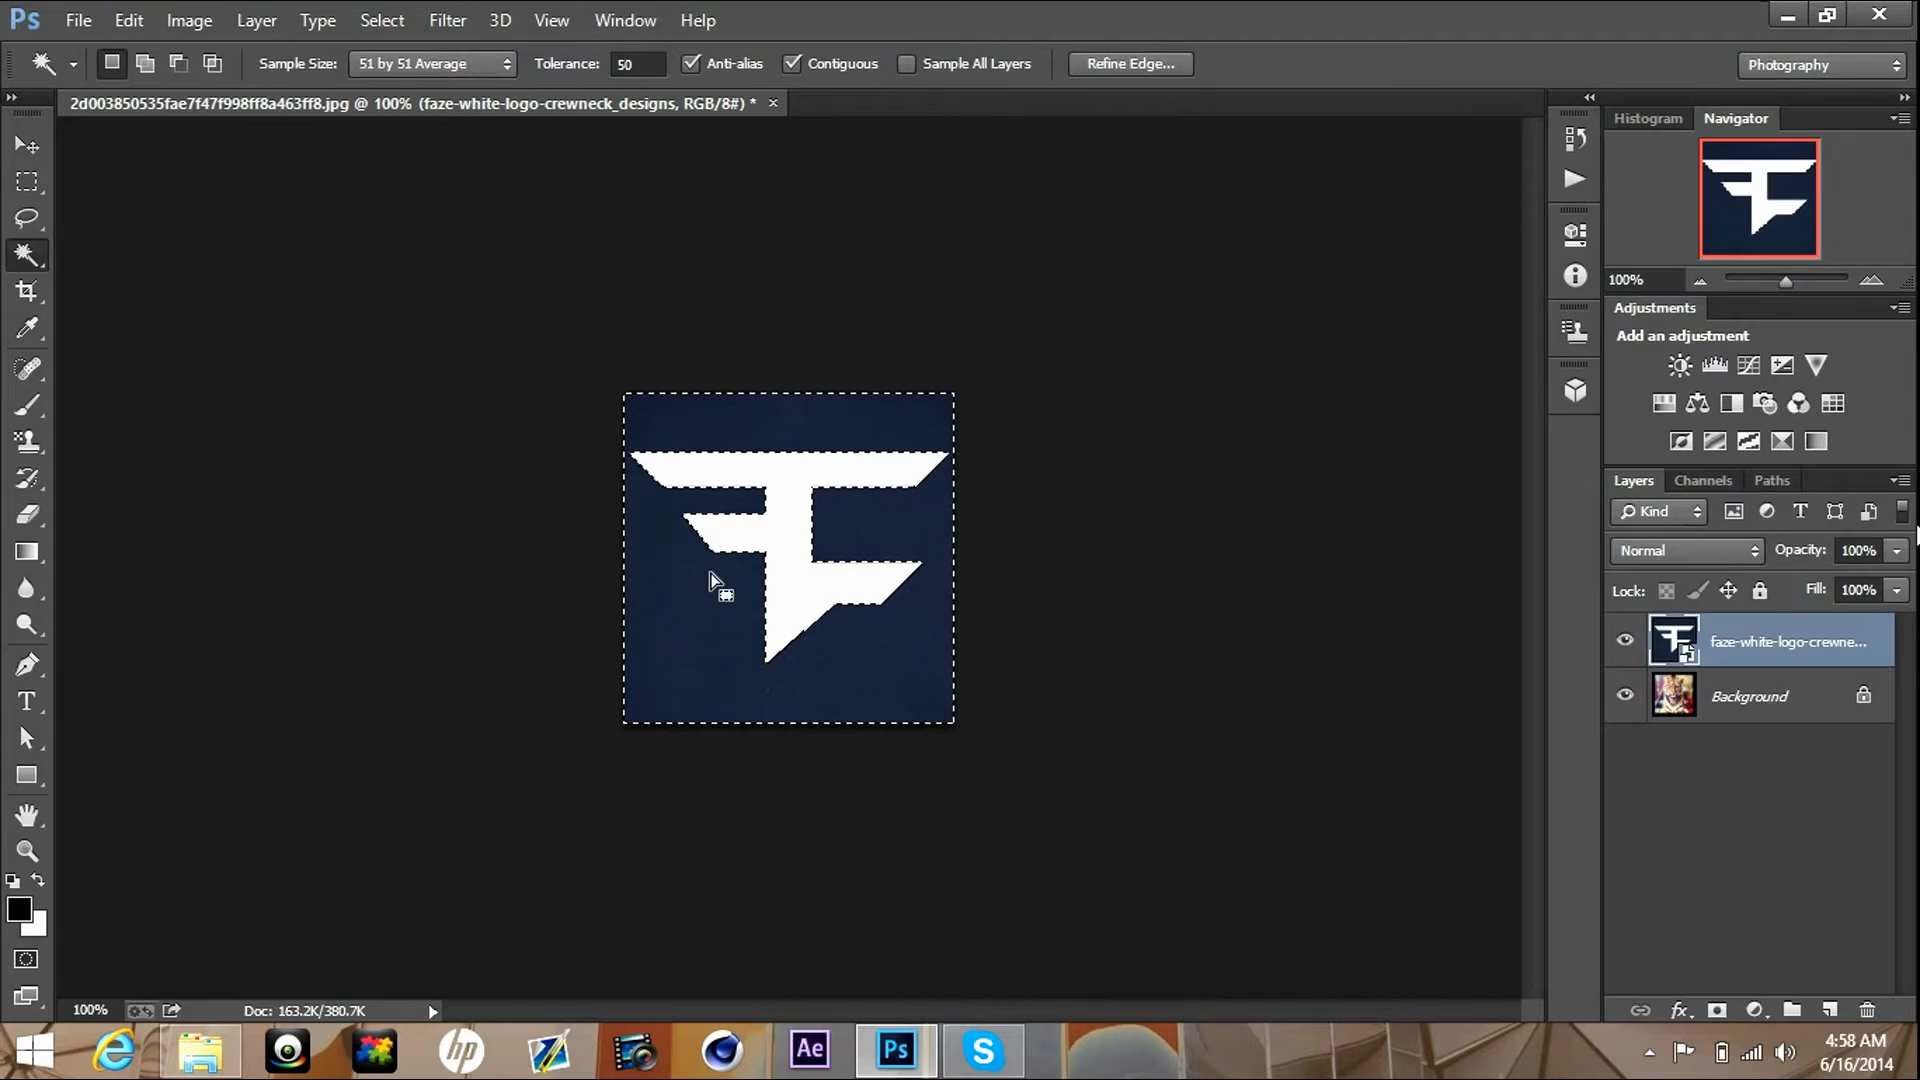 Ps File Edit Image Layer Type Select Filter 3D View Window Help
Sample Size: 51 by 51 Average Tolerance: 50 Anti-alias Contiguous Sample All Layers Refine Edge... Photography
2d003850535fae7f47f998ff8a463ff8.jpg @ 100% (faze-white-logo-crewneck_designs, RGB/8#) *
Histogram Navigator
100%
Adjustments
Add an adjustment
Layers Channels Paths
Kind
Normal Opacity: 100%
Lock: Fill: 100%
faze-white-logo-crewne...
Background
100% Doc: 163.2K/380.7K
hp Ae Ps S
4:58 AM
6/16/2014